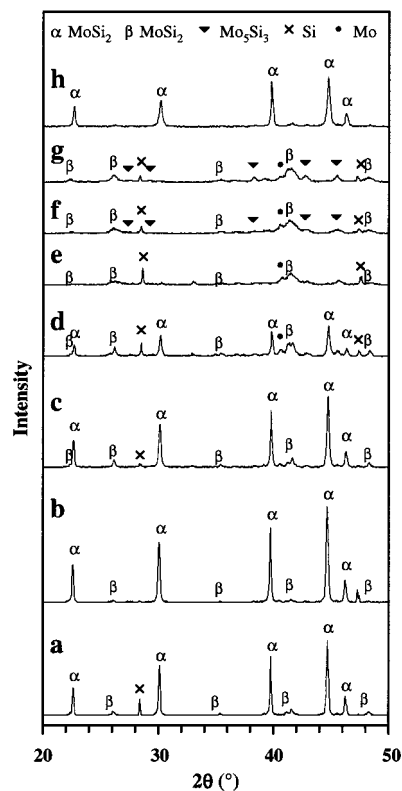 α MoSi₂ β MoSi₂ ▼ Mo₅Si₃ × Si • Mo
h
α α α α α
g
β β × ▼ ▼ β ▼ • β ▼ ▼ × β
f
β β × ▼ ▼ β ▼ • β ▼ ▼ × β
e
β β × β • β × β
d
β α β × α β α • β α α × β
c
β α β × α β α β α α β
b
α β α β α β α α β
a
α β × α β α β α α β
Intensity
20 30 40 50
2θ (°)